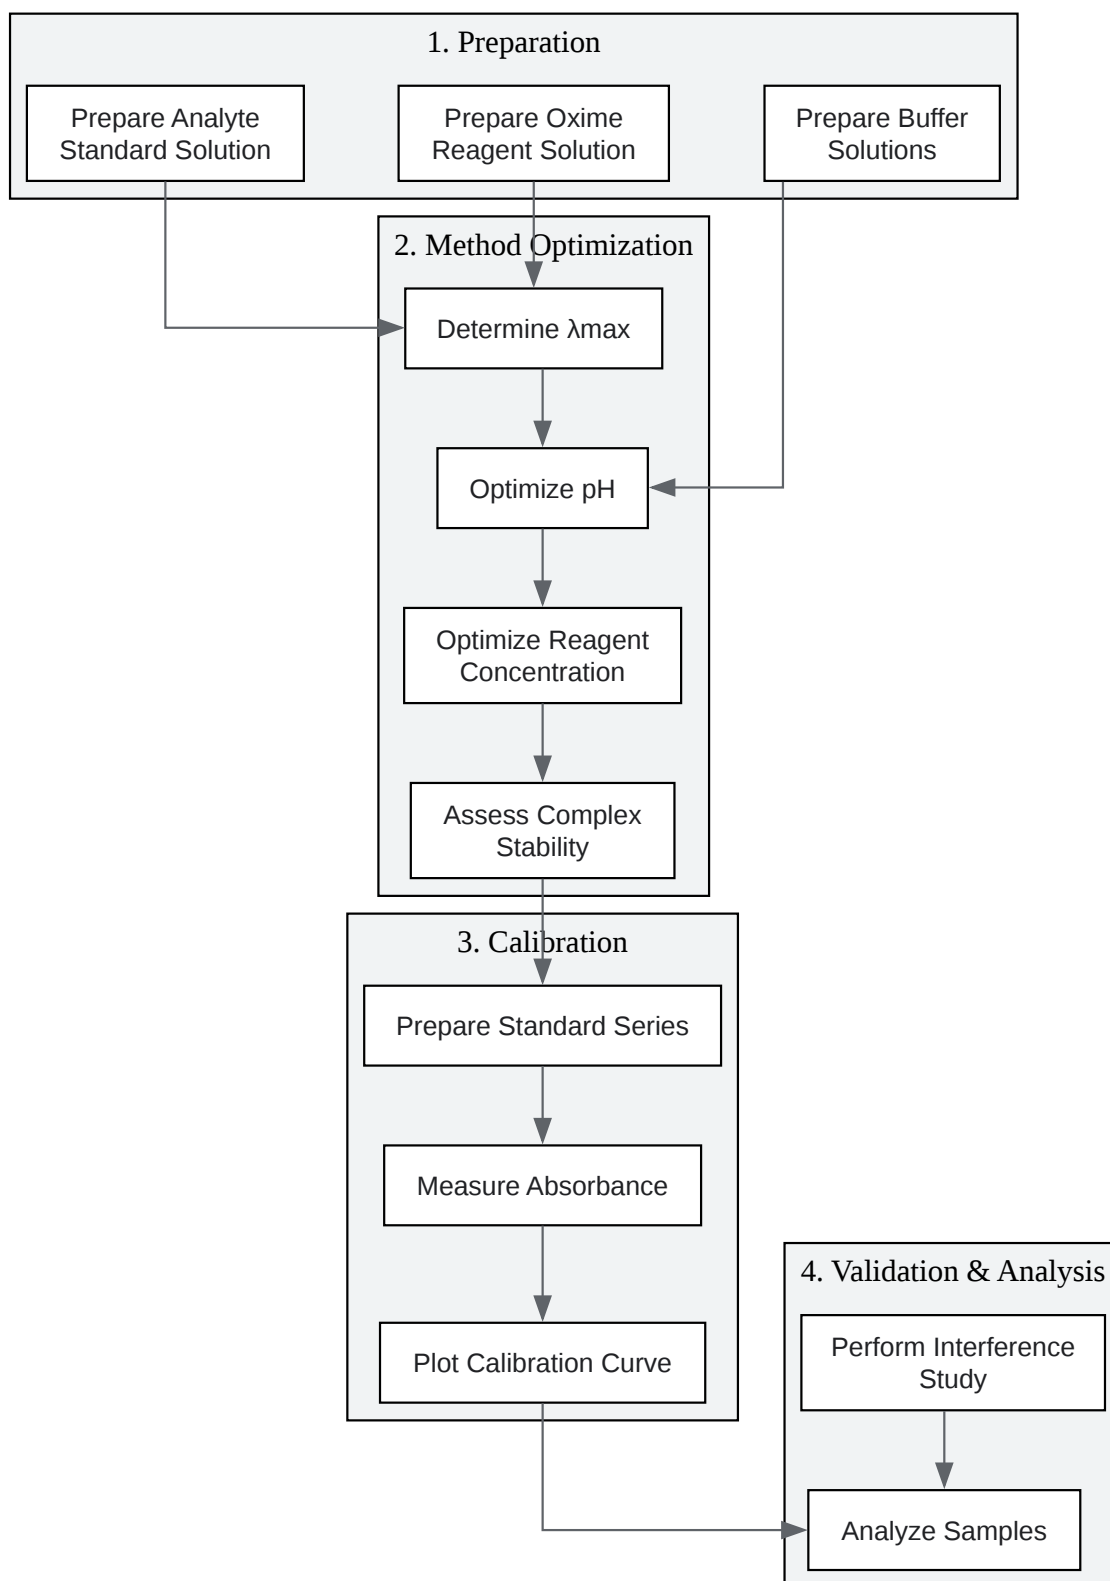 1. Preparation
Prepare Analyte
Standard Solution
Prepare Oxime
Reagent Solution
Prepare Buffer
Solutions
2. Method Optimization
Determine λmax
Optimize pH
Optimize Reagent
Concentration
Assess Complex
Stability
3. Calibration
Prepare Standard Series
Measure Absorbance
Plot Calibration Curve
4. Validation & Analysis
Perform Interference
Study
Analyze Samples